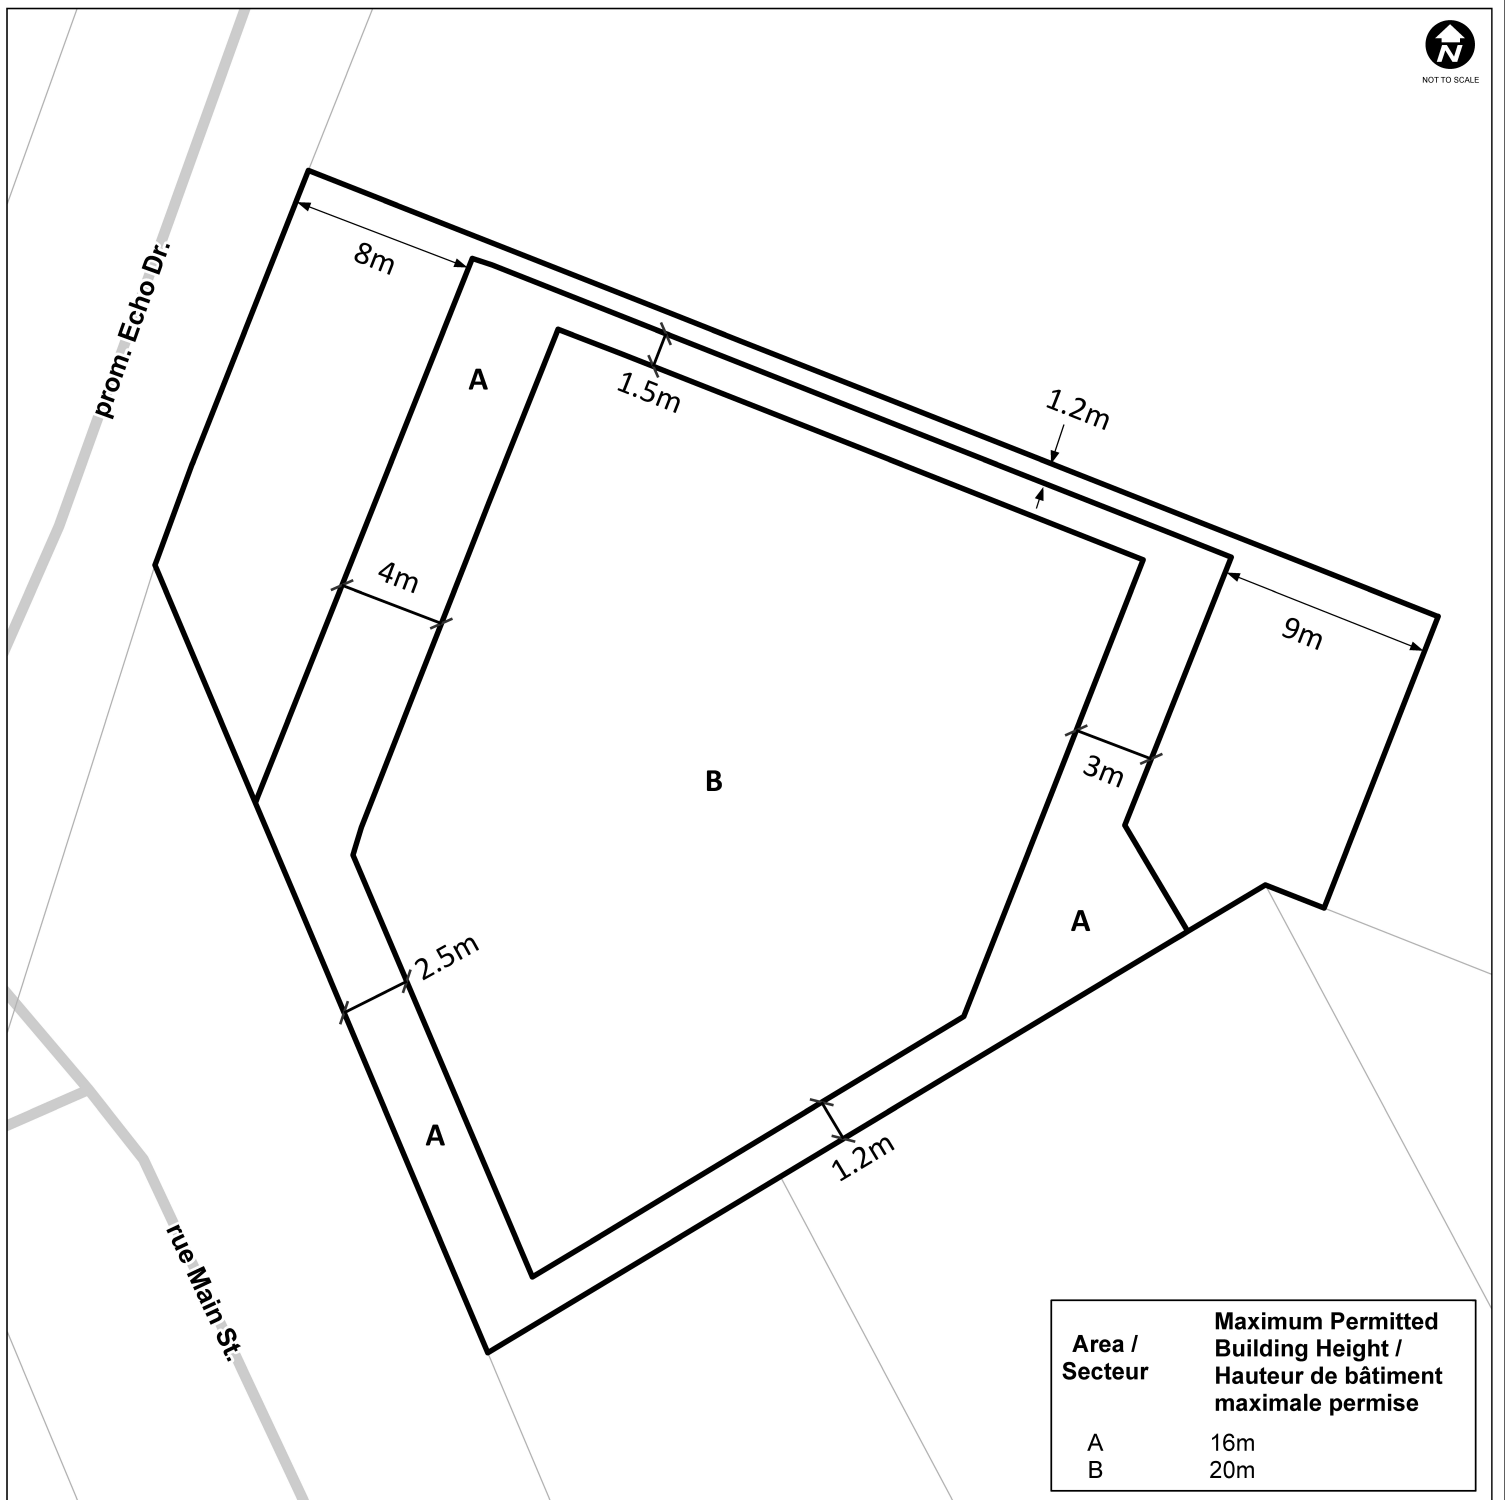 N
NOT TO SCALE
prom. Echo Dr.
8m
A
1.5m
1.2m
4m
9m
B
3m
A
2.5m
A
1.2m
rue Main St.
Area /
Secteur
Maximum Permitted
Building Height /
Hauteur de bâtiment
maximale permise
A 16m
B 20m